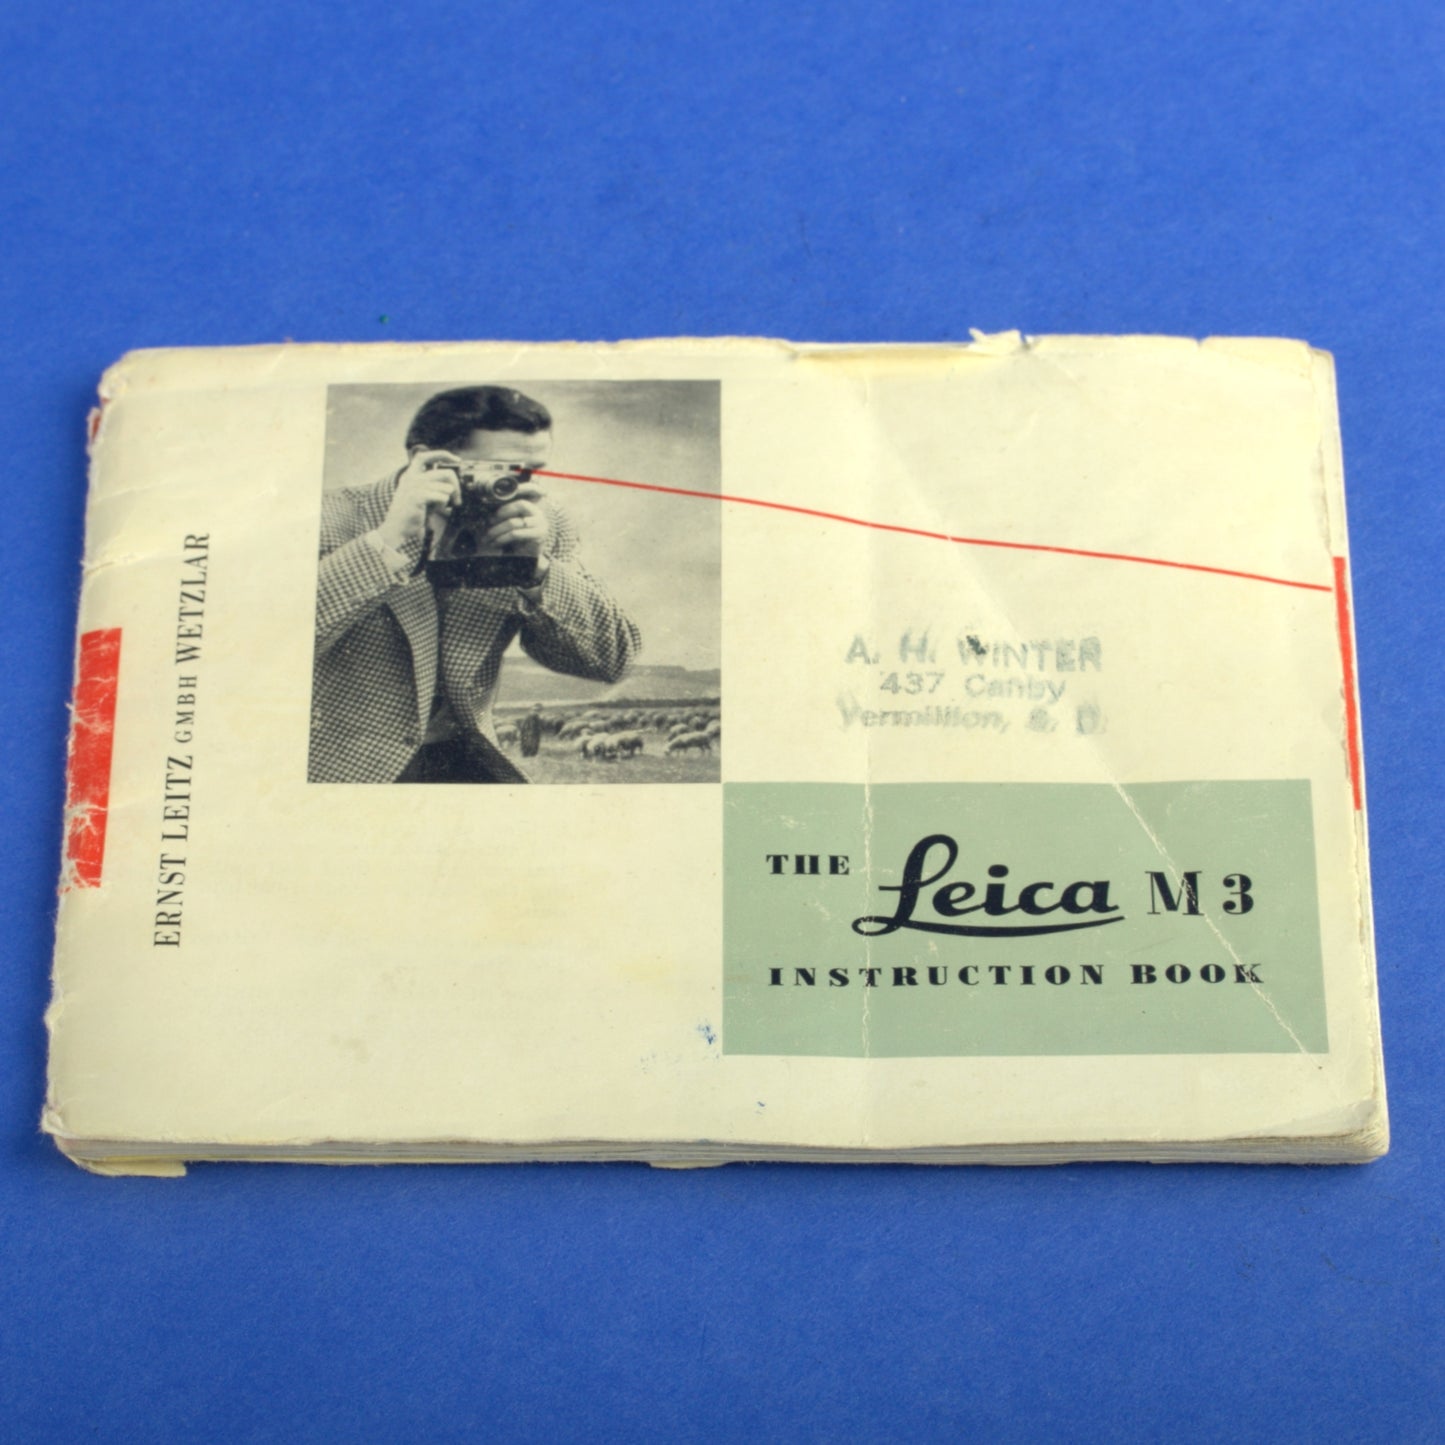 ERNST LEITZ GMBH WETZLAR
A. H. WINTER
437 Canby
Vermillion, S. D.
THE Leica M3
INSTRUCTION BOOK